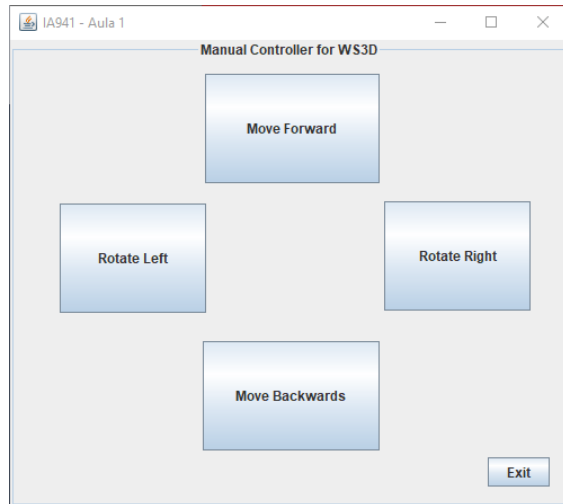 IA941 - Aula 1
Manual Controller for WS3D
Move Forward
Rotate Left
Rotate Right
Move Backwards
Exit